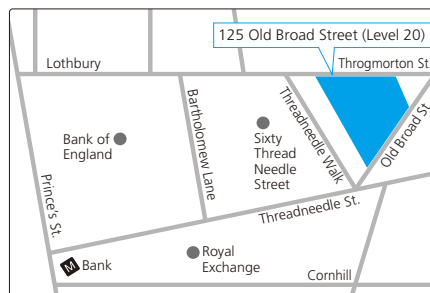 125 Old Broad Street (Level 20)
Lothbury
Throgmorton St
Bartholomew Lane
Threadneedle Walk
Old Broad St
Bank of
England
Sixty
Thread
Needle
Street
Prince's St.
Threadneedle St.
M Bank
Royal
Exchange
Cornhill